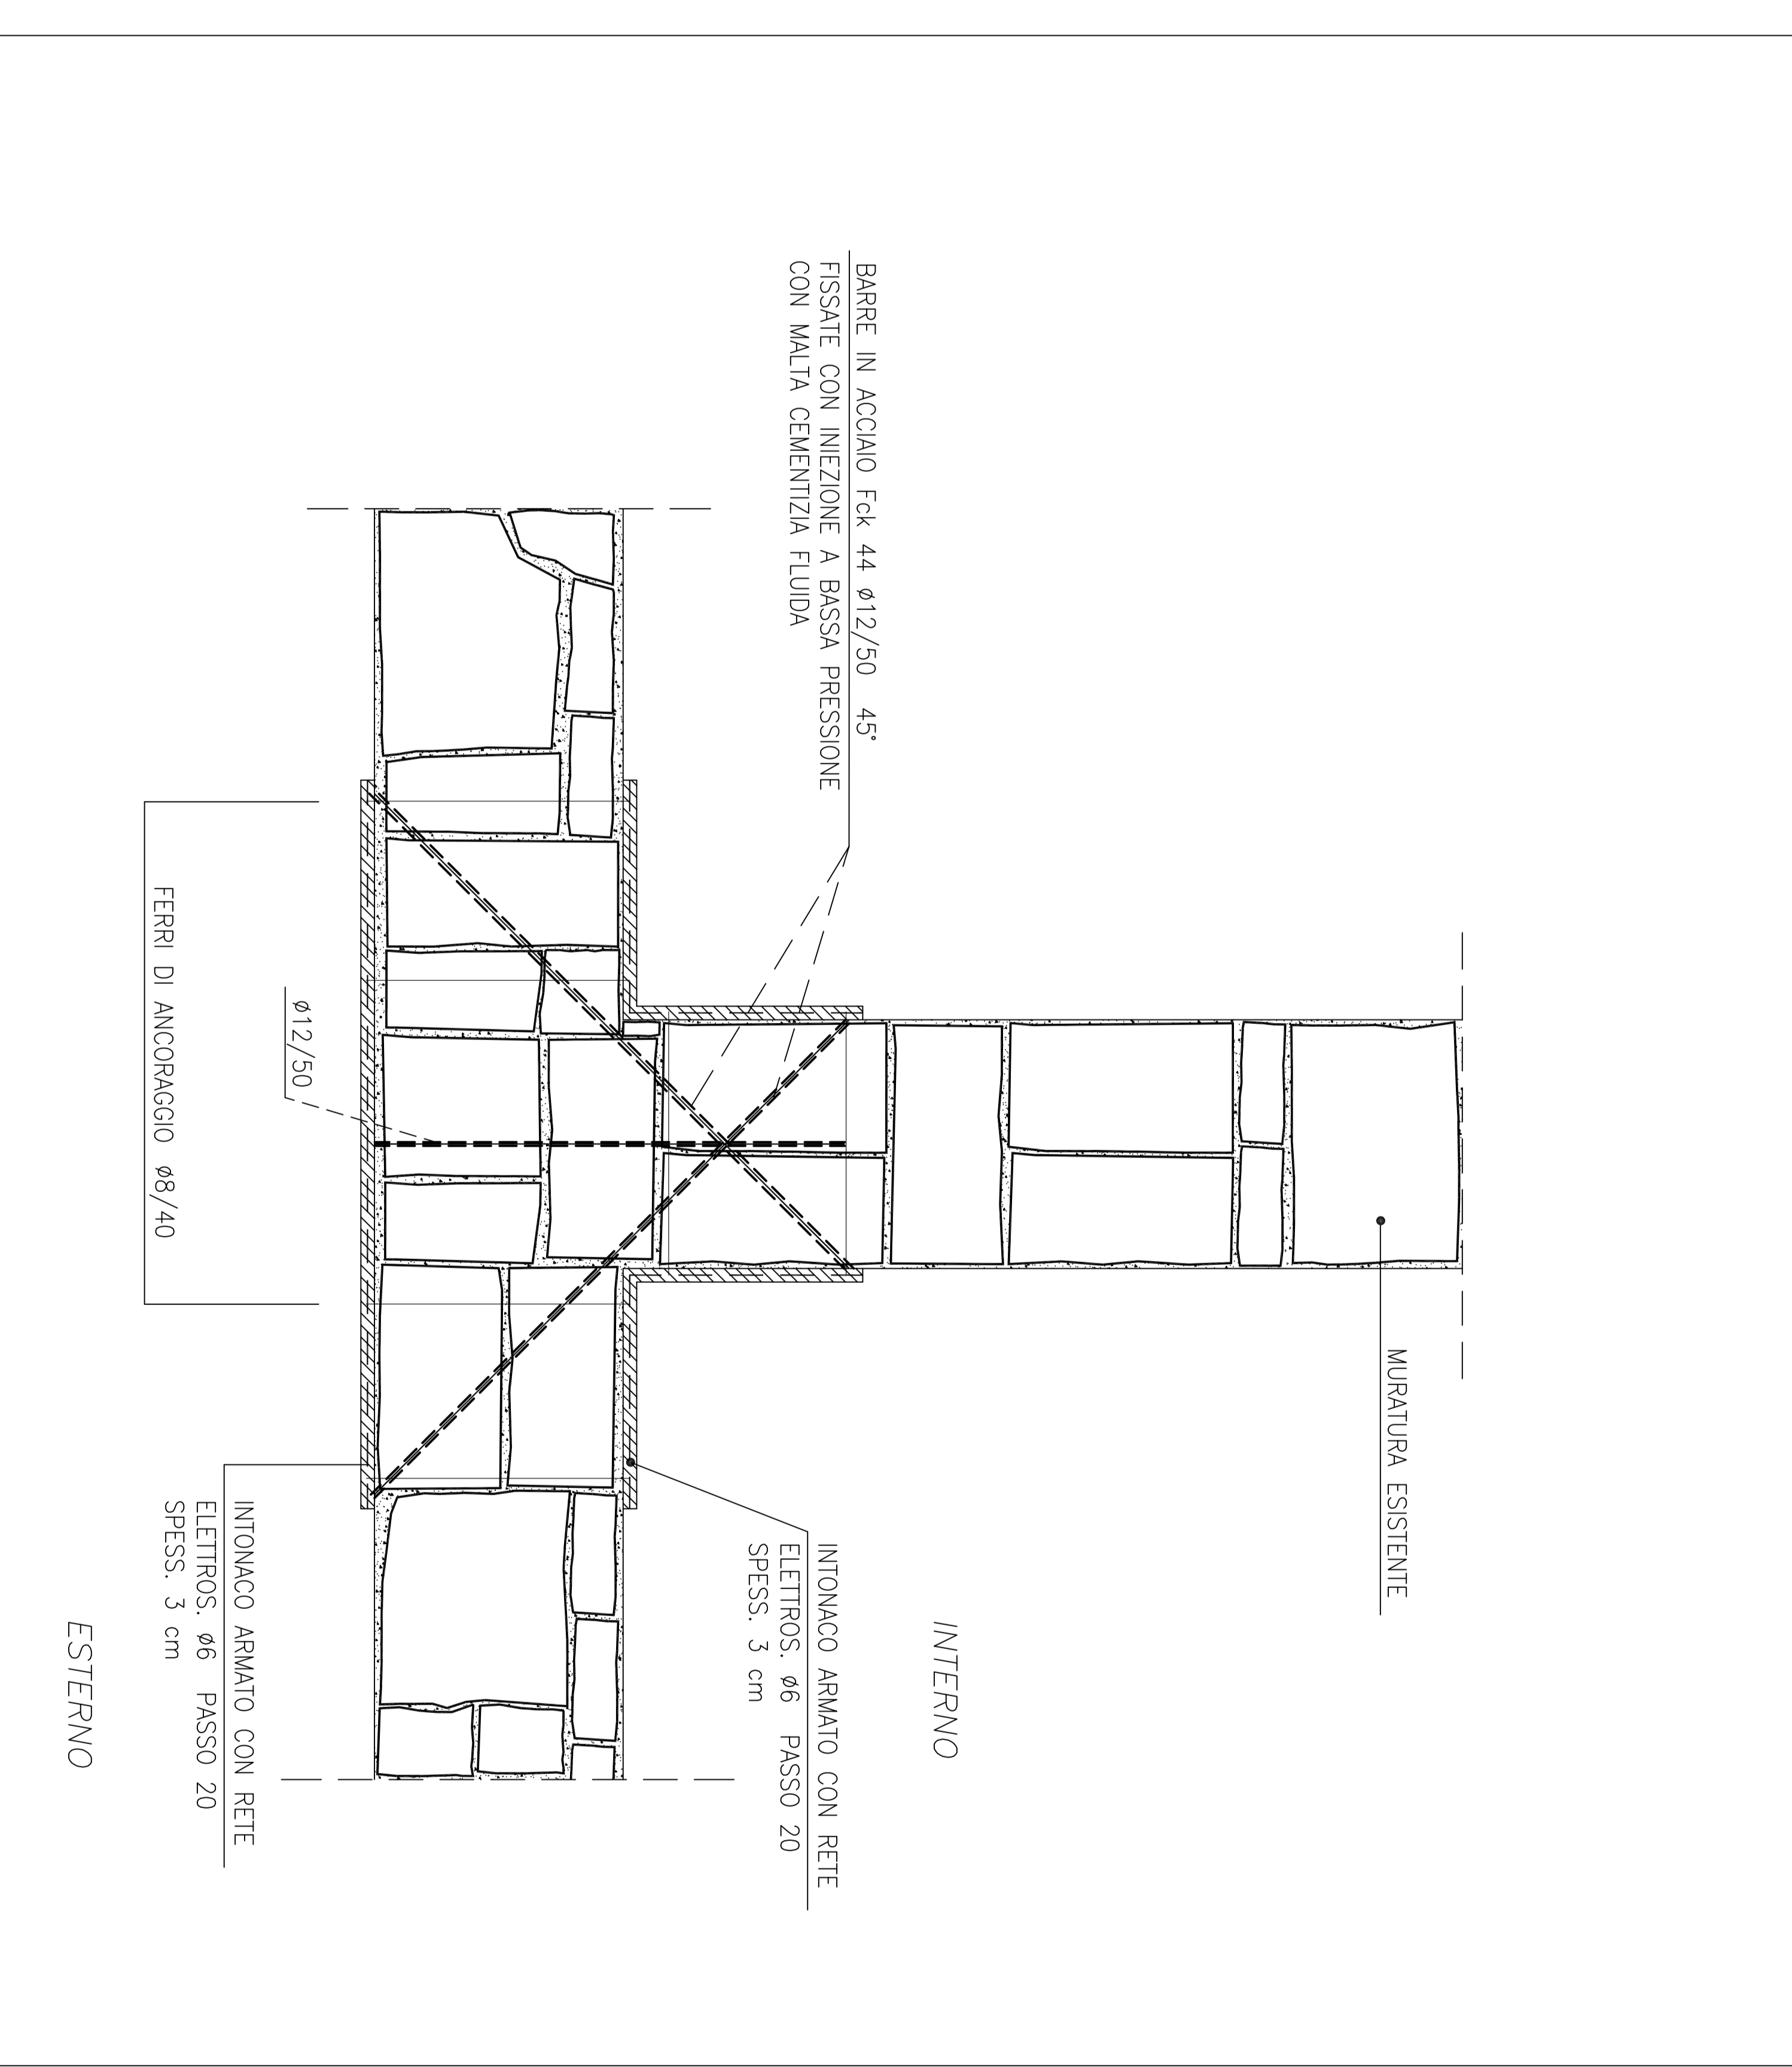 MURATURA ESISTENTE
INTERNO
BARRE IN ACCIAIO Fck 44 ø12/50 45°
FISSATE CON INIEZIONE A BASSA PRESSIONE
CON MALTA CEMENTIZIA FLUIDA
INTONACO ARMATO CON RETE
ELETTROS. ø6 PASSO 20
SPESS. 3 cm
ø12/50
FERRI DI ANCORAGGIO ø8/40
INTONACO ARMATO CON RETE
ELETTROS. ø6 PASSO 20
SPESS. 3 cm
ESTERNO